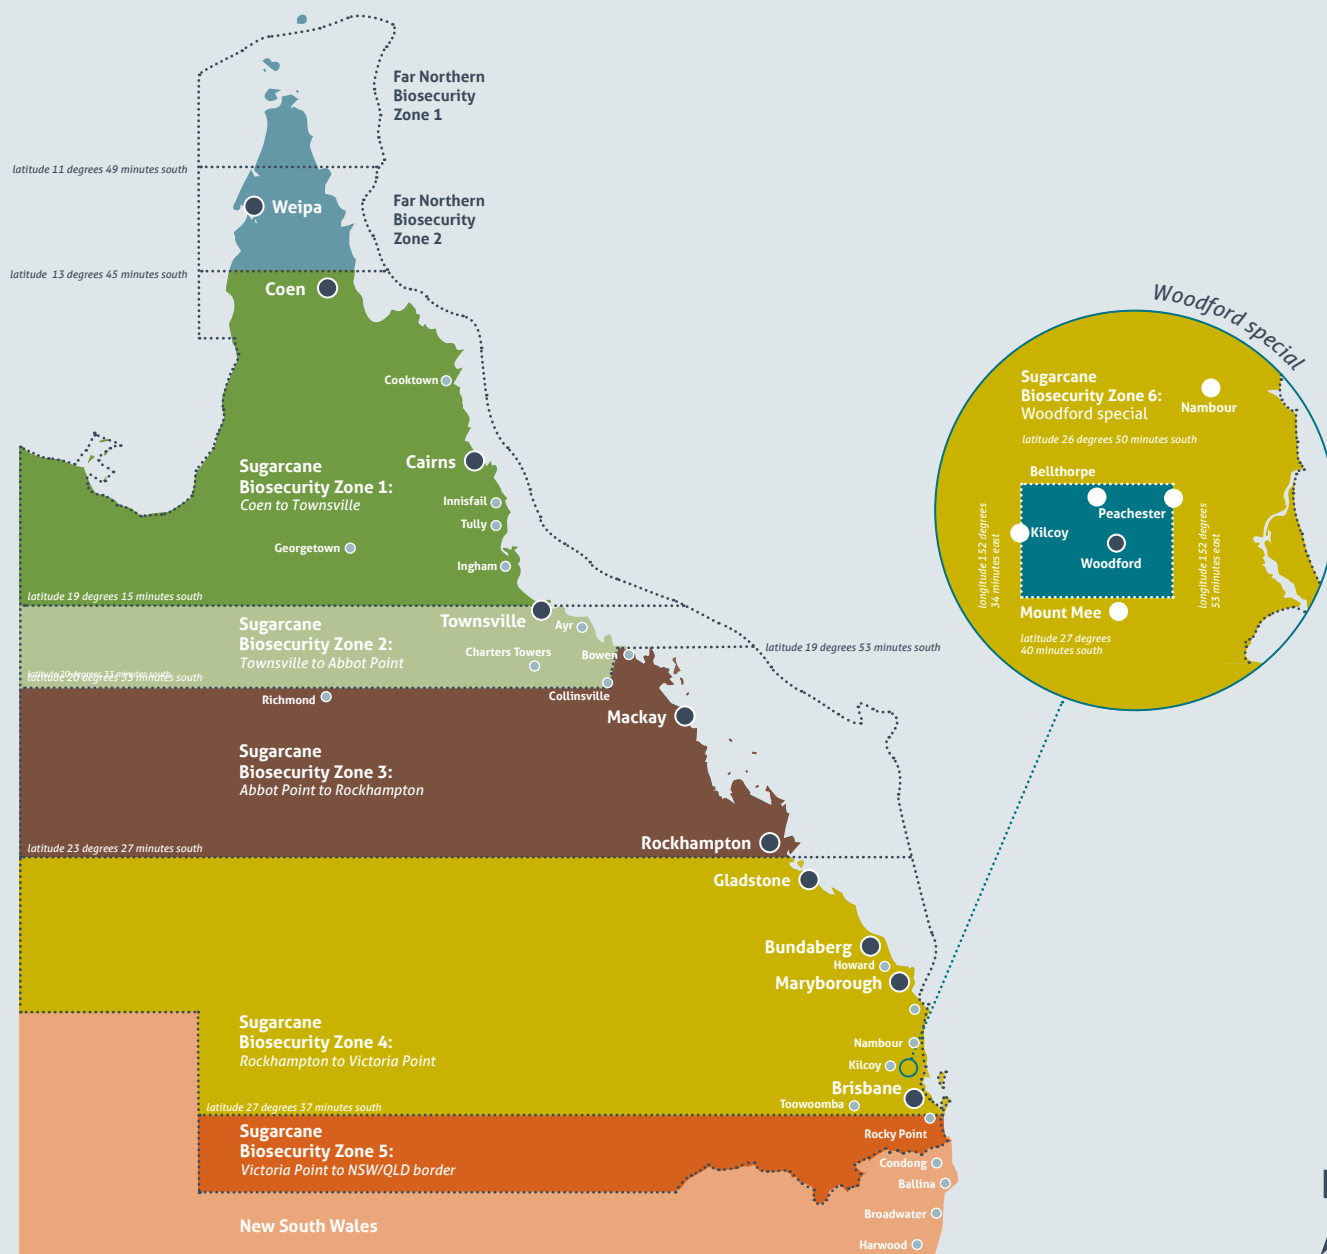 Far Northern
Biosecurity
Zone 1
latitude 11 degrees 49 minutes south
Far Northern
Biosecurity
Zone 2
Weipa
latitude 13 degrees 45 minutes south
Coen
Cooktown
Cairns
Sugarcane
Biosecurity Zone 1:
Coen to Townsville
Innisfail
Tully
Georgetown
Ingham
latitude 19 degrees 15 minutes south
Townsville
Ayr
Sugarcane
Biosecurity Zone 2:
Townsville to Abbot Point
Charters Towers
Bowen
latitude 19 degrees 53 minutes south
latitude 20 degrees 33 minutes south
latitude 20 degrees 33 minutes south
Collinsville
Richmond
Mackay
Sugarcane
Biosecurity Zone 3:
Abbot Point to Rockhampton
Rockhampton
latitude 23 degrees 27 minutes south
Gladstone
Bundaberg
Howard
Maryborough
Sugarcane
Biosecurity Zone 4:
Rockhampton to Victoria Point
Nambour
Kilcoy
Brisbane
Toowoomba
latitude 27 degrees 37 minutes south
Rocky Point
Sugarcane
Biosecurity Zone 5:
Victoria Point to NSW/QLD border
Condong
Ballina
Broadwater
Harwood
New South Wales
Woodford special
Sugarcane
Biosecurity Zone 6:
Woodford special
Nambour
latitude 26 degrees 50 minutes south
Bellthorpe
Peachester
Kilcoy
Woodford
longitude 152 degrees
34 minutes east
longitude 152 degrees
53 minutes east
Mount Mee
latitude 27 degrees
40 minutes south